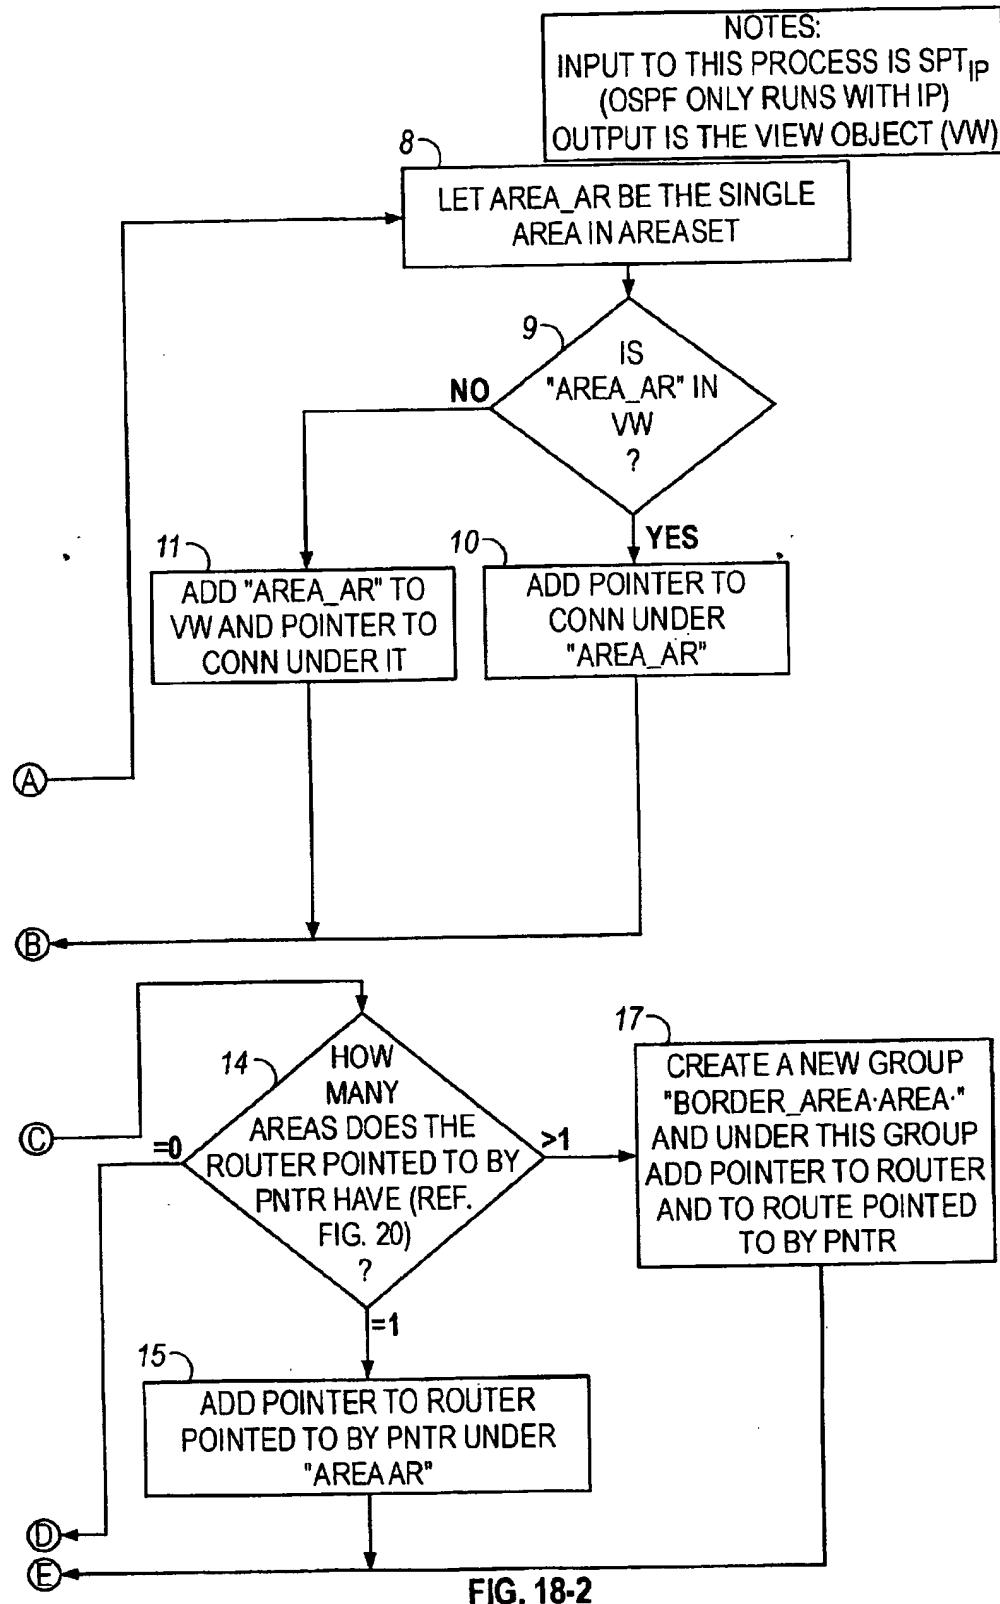 NOTES:
INPUT TO THIS PROCESS IS SPTIP
(OSPF ONLY RUNS WITH IP)
OUTPUT IS THE VIEW OBJECT (VW)
8
LET AREA_AR BE THE SINGLE
AREA IN AREASET
9
IS
"AREA_AR" IN
VW
?
NO
YES
11
ADD "AREA_AR" TO
VW AND POINTER TO
CONN UNDER IT
10
ADD POINTER TO
CONN UNDER
"AREA_AR"
A
B
C
14
HOW
MANY
AREAS DOES THE
ROUTER POINTED TO BY
PNTR HAVE (REF.
FIG. 20)
?
=0
>1
=1
17
CREATE A NEW GROUP
"BORDER_AREA·AREA·"
AND UNDER THIS GROUP
ADD POINTER TO ROUTER
AND TO ROUTE POINTED
TO BY PNTR
15
ADD POINTER TO ROUTER
POINTED TO BY PNTR UNDER
"AREA AR"
D
E
FIG. 18-2